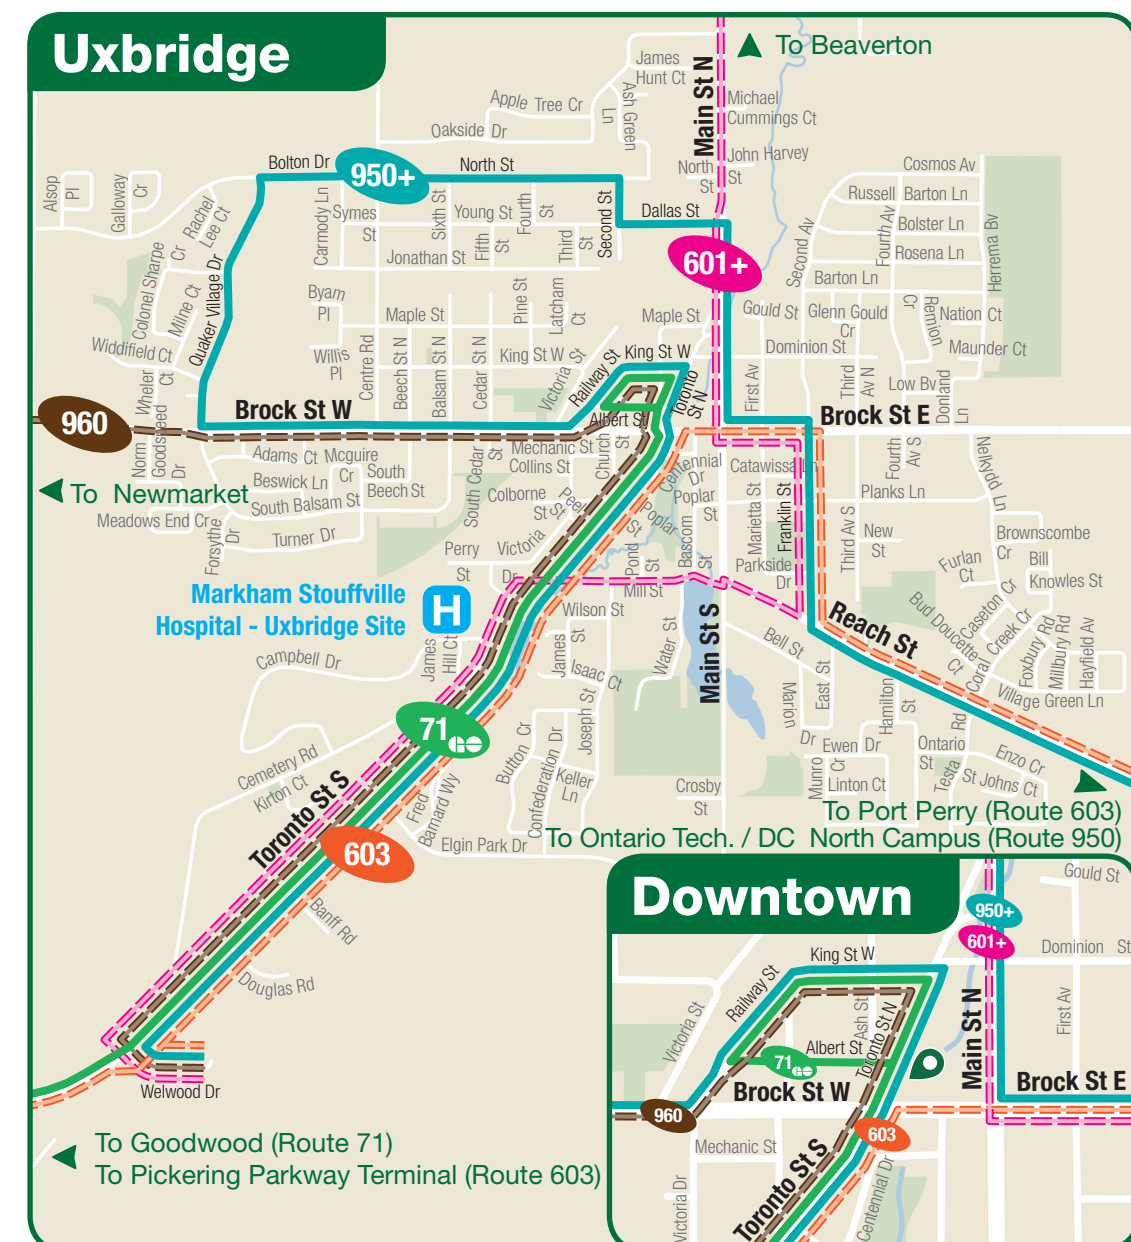 Uxbridge
To Beaverton
James
Hunt Ct
Main St N
Michael
Cummings Ct
Apple Tree Cr
Ash Green
Ln
Oakside Dr
John Harvey
St
North
St
Bolton Dr
950+
North St
Cosmos Av
Alsop
Pl
Galloway
Cr
Rachel
Lee Ct
Carmody Ln
Symes
St
Sixth St
Young St
Fourth
St
Second St
Dallas St
Russell
Barton Ln
Fourth Av
Bolster Ln
Second Av
Rosena Ln
Herrema Bv
Colonel Sharpe
Cr
Jonathan St
Fifth
St
Third
St
601+
Barton Ln
Milne Ct
Quaker Village Dr
Byam
Pl
Maple St
Pine St
Latcham
Ct
Maple St
Gould St
Glenn Gould
Cr
Cr
Remion
Nation Ct
Widdifield Ct
Willis
Pl
Centre Rd
Beech St N
Balsam St N
Cedar St N
King St W
Victoria St
Railway St
King St W
Dominion St
Maunder Ct
Wheler
Ct
Toronto
St N
First Av
Third
Av N
Low Bv
Donland
Ln
960
Brock St W
Albert St
Brock St E
Norm
Goodspeed
Dr
Adams Ct
Mcguire
Cr
South
Beech St
Beswick Ln
South Balsam St
South Cedar
St
Mechanic St
Collins St
Church
St
Centennial
Dr
Catawissa Ln
Fourth
Av S
Nelkydd Ln
To Newmarket
Meadows End Cr
Forsythe
Dr
Turner Dr
Colborne
St
Peel
St
Poplar
St
Poplar
St
Marietta St
Franklin St
Planks Ln
Third Av S
New
St
Brownscombe
Cr
Perry
St
Victoria
Dr
Pond
St
Bascom
St
Parkside
Dr
Furlan
Ct
Bill
Knowles St
Mill St
Markham Stouffville
Hospital - Uxbridge Site
H
Wilson St
Main St S
Reach St
Bud Doucette
Ct
Caseton Cr
Coral Creek Cr
Foxbury Rd
Millbury Rd
Hayfield Av
Campbell Dr
James
Hill Ct
James
St
Isaac Ct
Water St
Bell St
East St
Village Green Ln
71
Joseph St
Marion
Dr
Hamilton
St
Testa
Rd
Button Cr
Confederation Dr
Ewen Dr
Ontario
St
Enzo Cr
Cemetery Rd
Kirton Ct
Keller
Ln
Crosby
St
Munro
Cr
Linton Ct
St Johns Ct
Toronto St S
Fred
Barnard Wy
To Port Perry (Route 603)
603
Elgin Park Dr
To Ontario Tech. / DC North Campus (Route 950)
Banff Rd
Douglas Rd
Welwood Dr
To Goodwood (Route 71)
To Pickering Parkway Terminal (Route 603)
Downtown
Gould St
950+
601+
King St W
Dominion St
Railway St
Victoria St
Ash St
Toronto St N
Main St N
First Av
Albert St
71
Brock St W
Brock St E
960
603
Mechanic St
Toronto St S
Centennial Dr
Victoria Dr